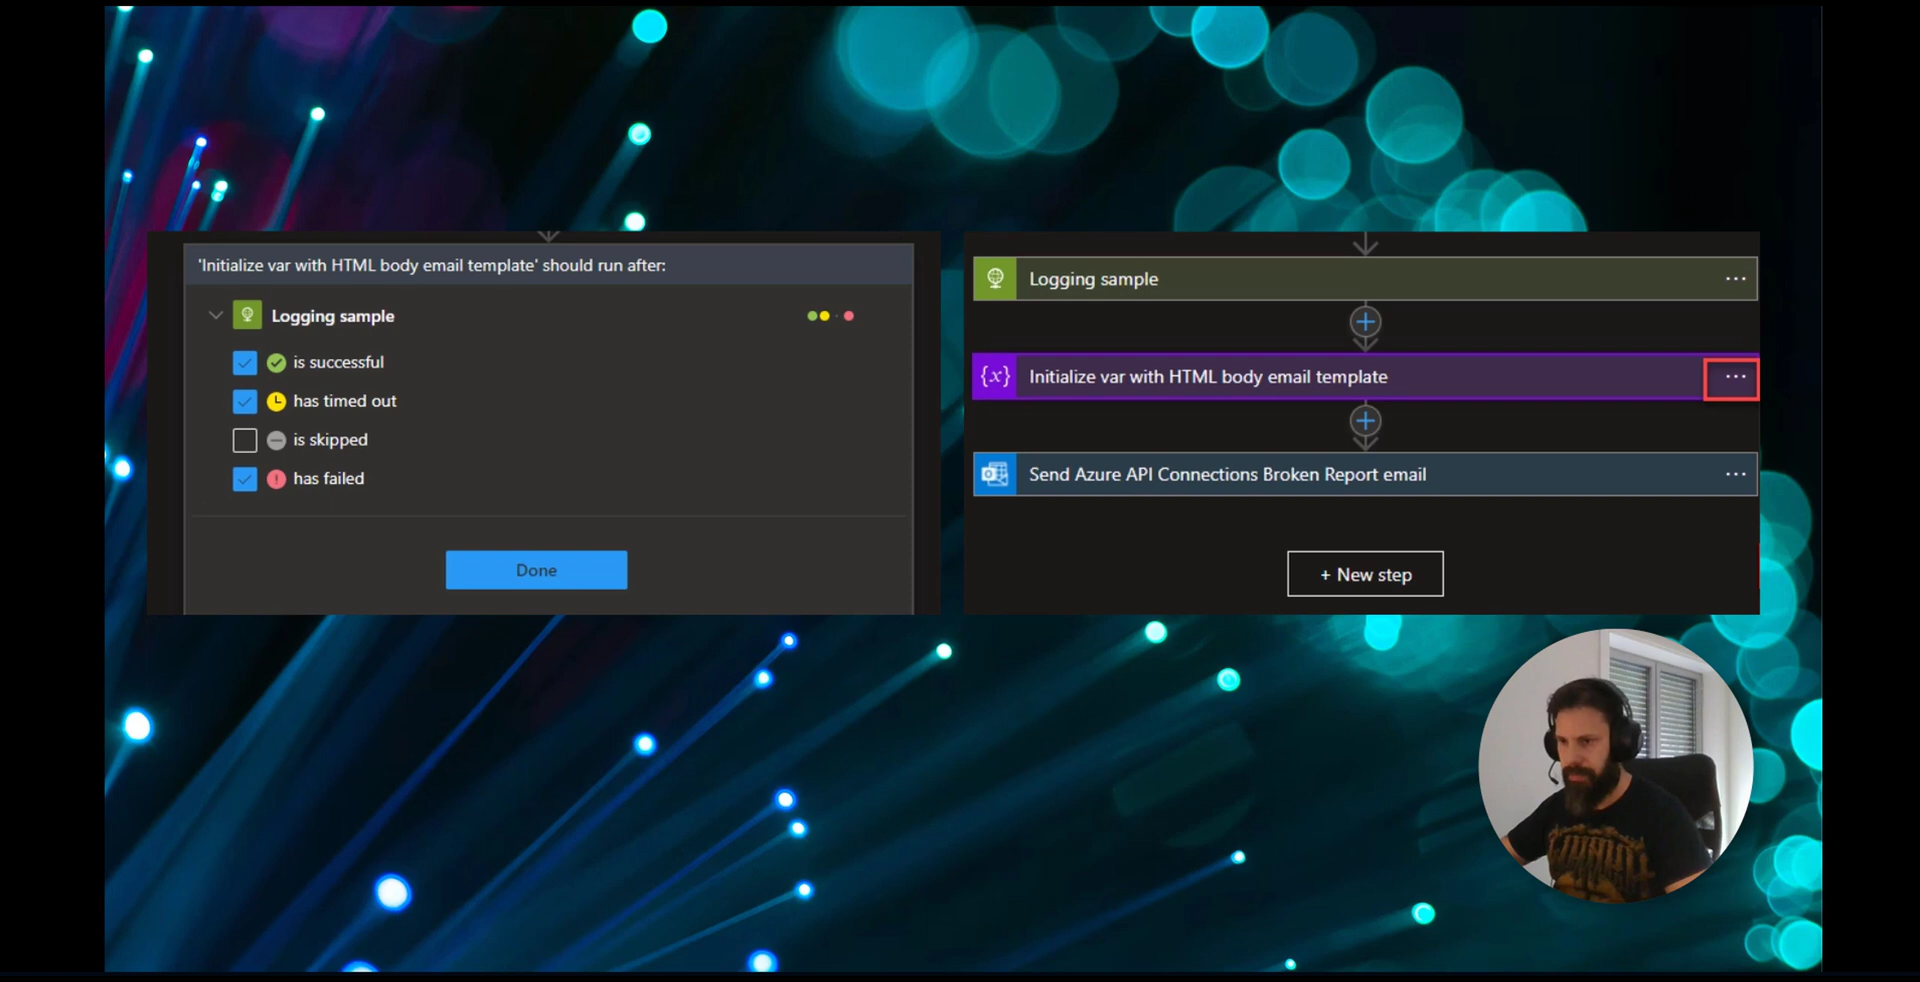 'Initialize var with HTML body email template' should run after:
Logging sample
is successful
has timed out
is skipped
has failed
Done
Logging sample
{x} Initialize var with HTML body email template
Send Azure API Connections Broken Report email
+ New step